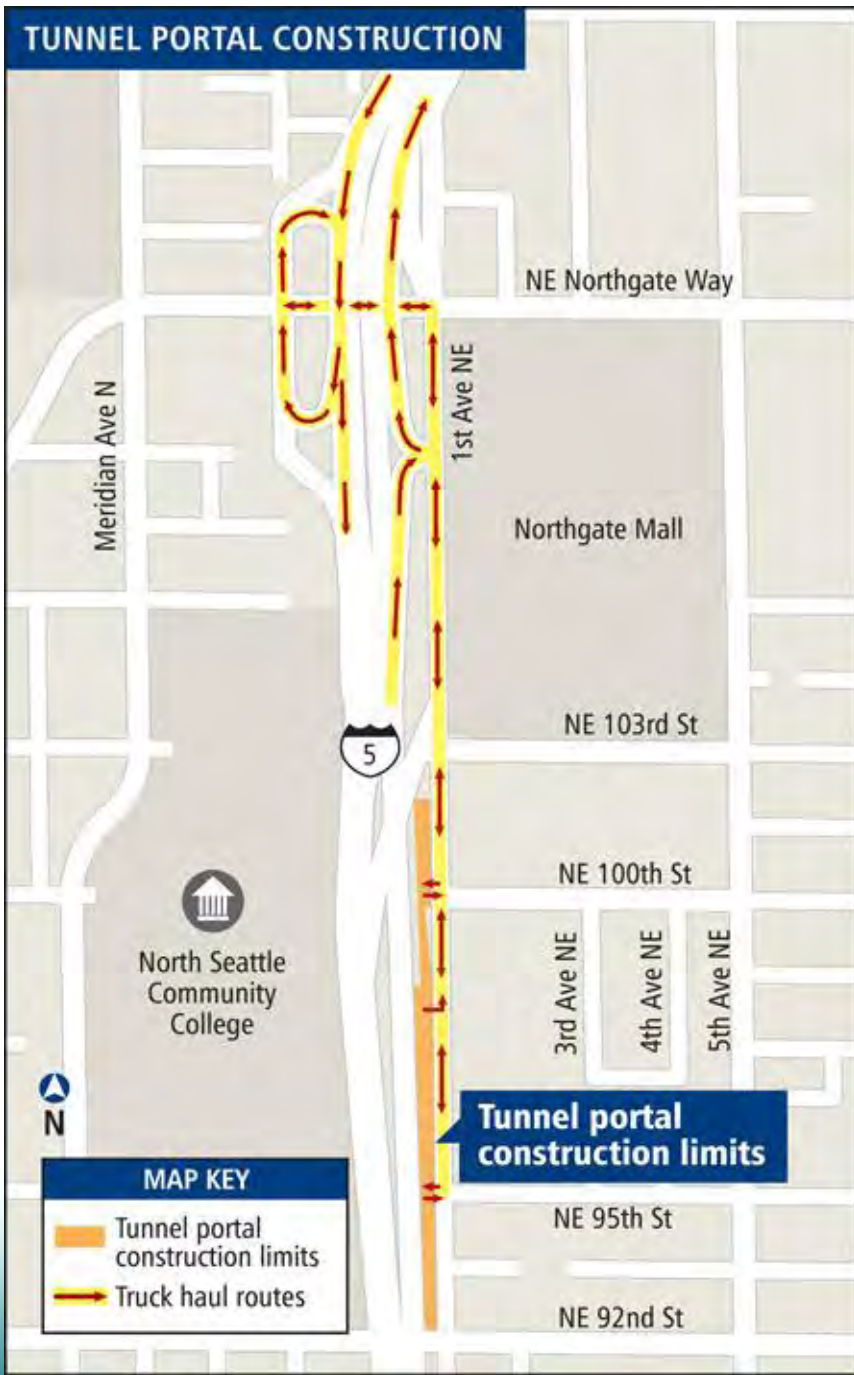 TUNNEL PORTAL CONSTRUCTION
NE Northgate Way
Meridian Ave N
1st Ave NE
Northgate Mall
NE 103rd St
5
NE 100th St
North Seattle
Community
College
3rd Ave NE
4th Ave NE
5th Ave NE
N
Tunnel portal
construction limits
MAP KEY
Tunnel portal
construction limits
Truck haul routes
NE 95th St
NE 92nd St